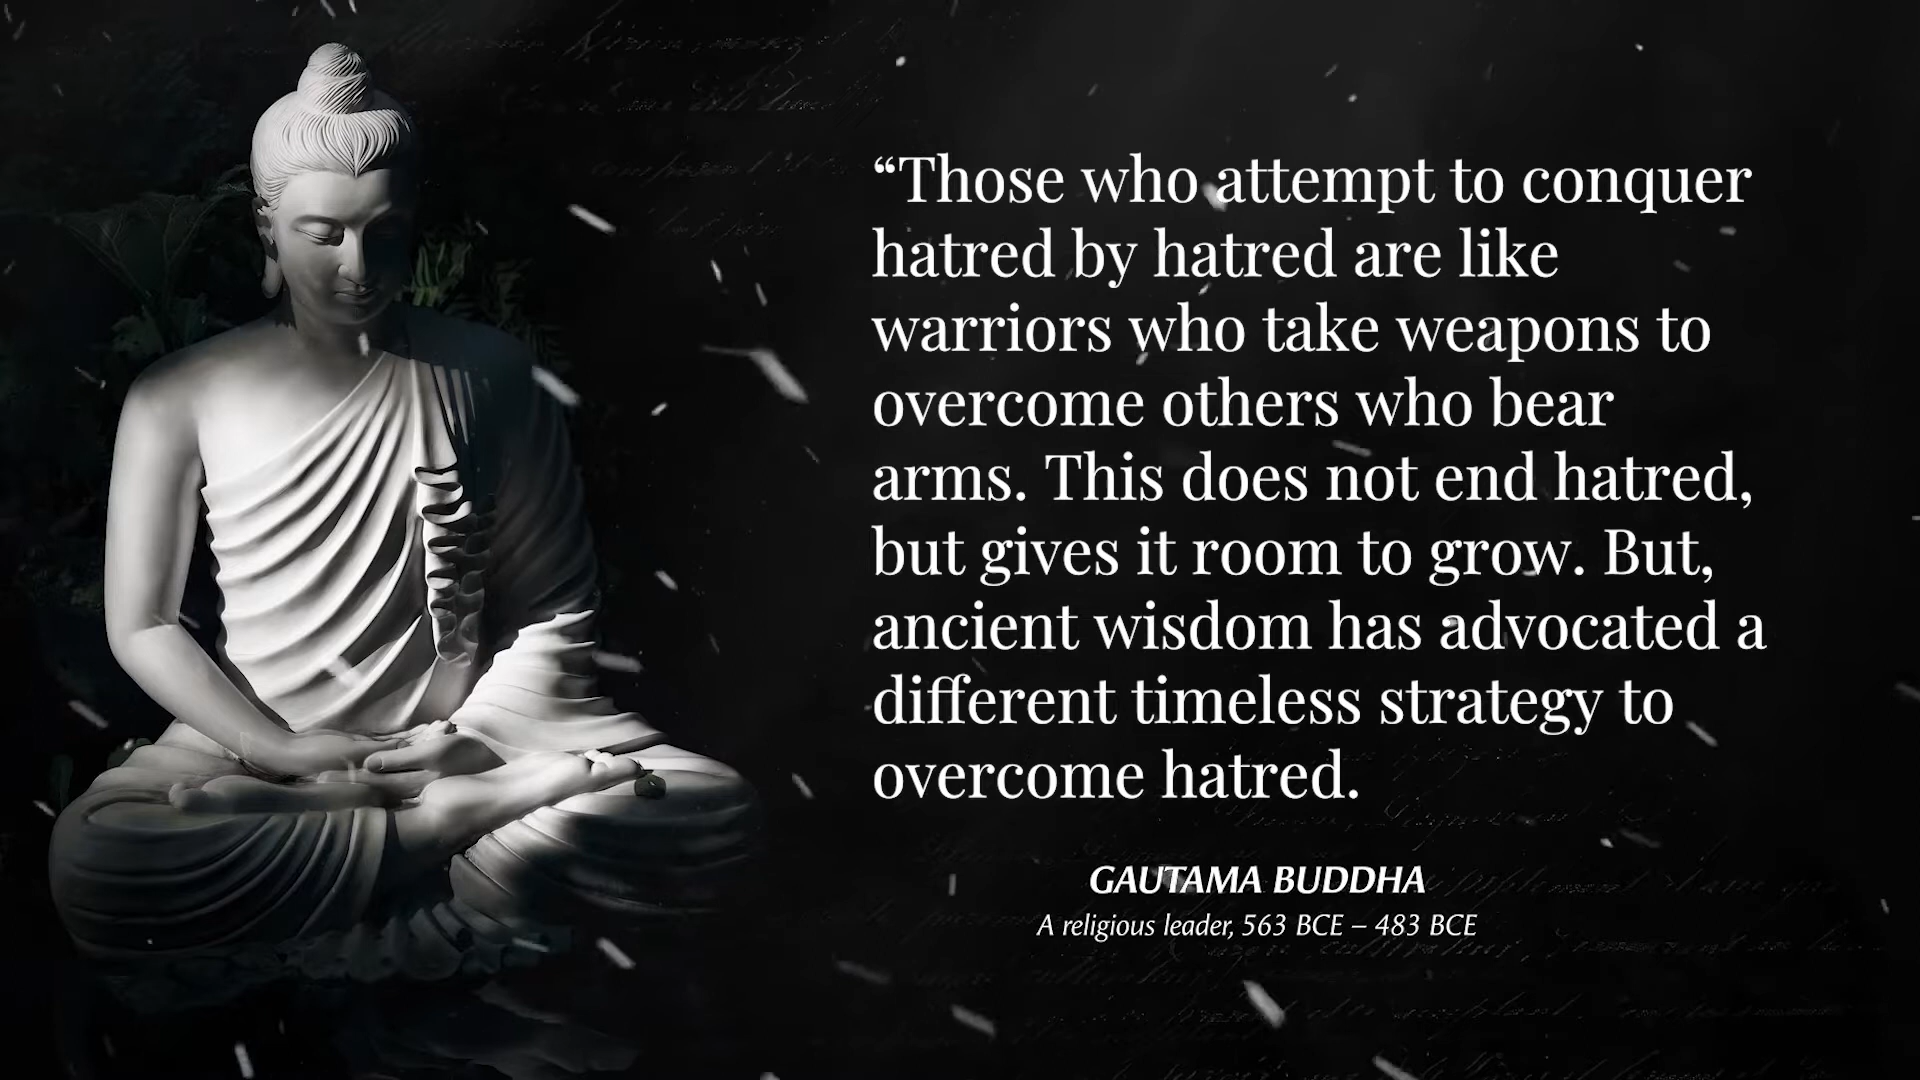 “Those who attempt to conquer
hatred by hatred are like
warriors who take weapons to
overcome others who bear
arms. This does not end hatred,
but gives it room to grow. But,
ancient wisdom has advocated a
different timeless strategy to
overcome hatred.
GAUTAMA BUDDHA
A religious leader, 563 BCE – 483 BCE